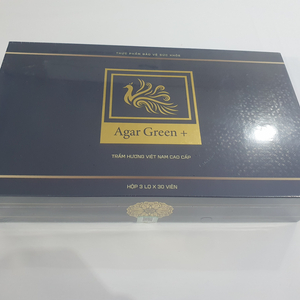 THỰC PHẨM BẢO VỆ SỨC KHỎE
Agar Green +
TRẦM HƯƠNG VIỆT NAM CAO CẤP
HỘP 3 LỌ X 30 VIÊN